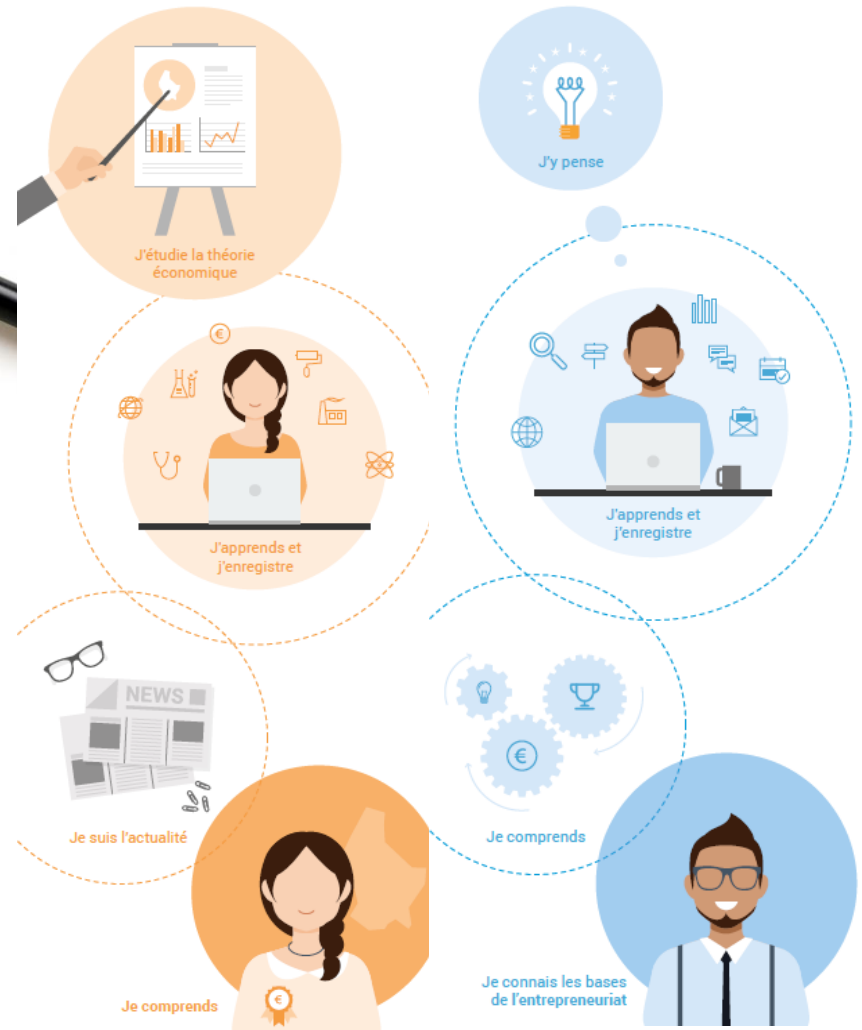 J'étudie la théorie
économique
€
J'apprends et
j'enregistre
NEWS
Je suis l'actualité
€
Je comprends
J'y pense
J'apprends et
j'enregistre
€
Je comprends
Je connais les bases
de l'entrepreneuriat